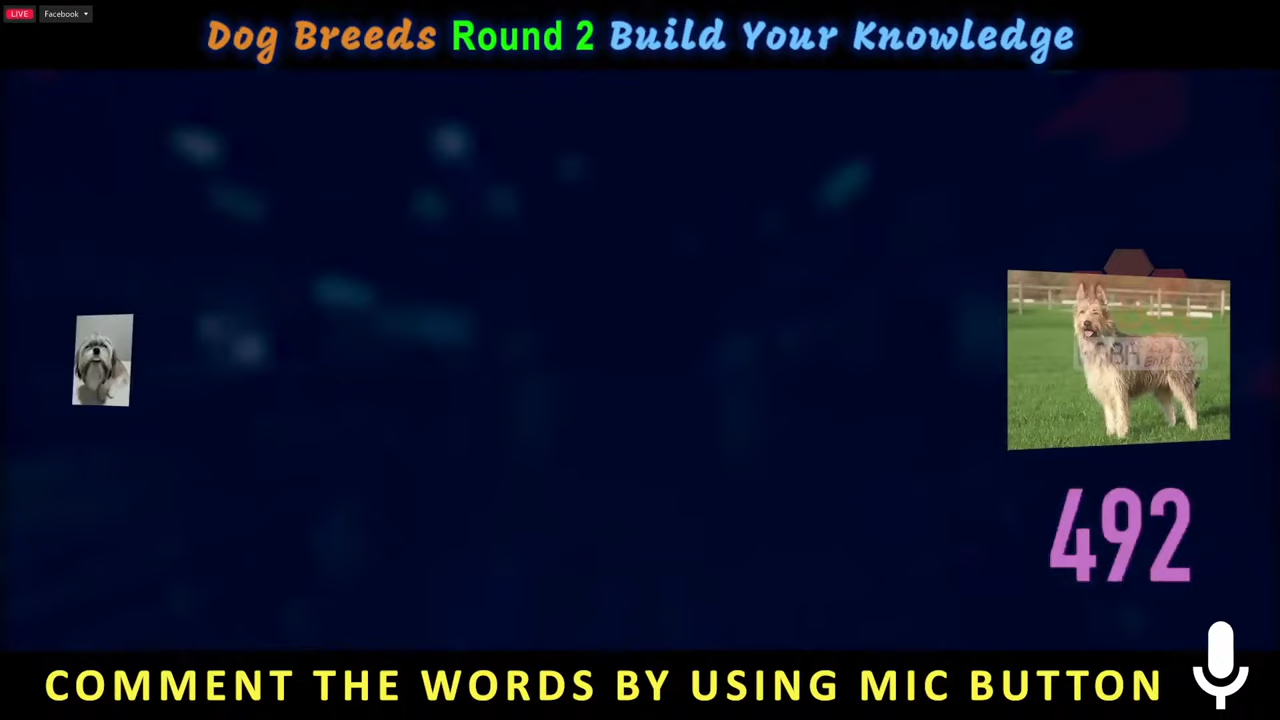 LIVE
Facebook
Dog Breeds Round 2 Build Your Knowledge
492
COMMENT THE WORDS BY USING MIC BUTTON